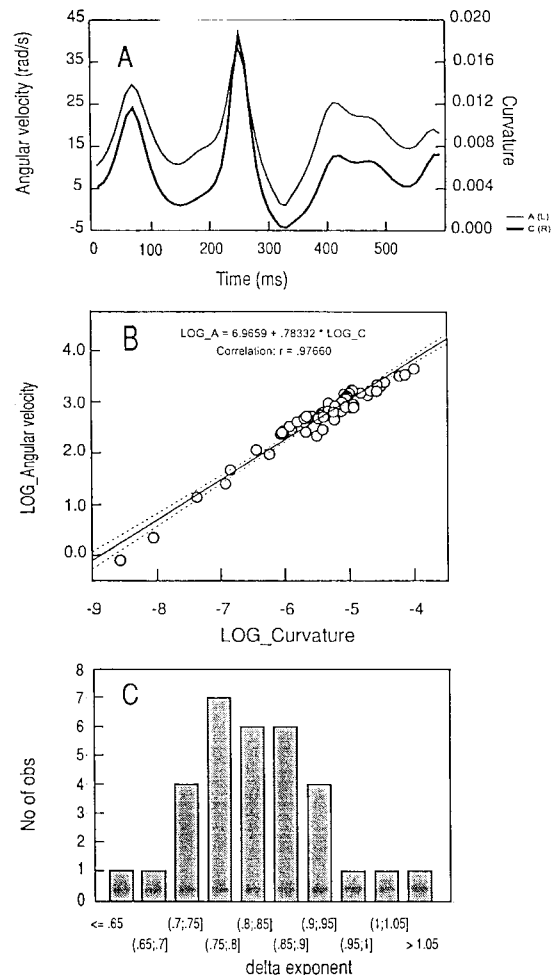 A
Angular velocity (rad/s)
45
35
25
15
5
-5
0.020
0.016
0.012
0.008
0.004
0.000
Curvature
A (L)
C (R)
0 100 200 300 400 500
Time (ms)
B
LOG_A = 6.9659 + .78332 * LOG_C
Correlation: r = .97660
LOG_Angular velocity
4.0
3.0
2.0
1.0
0.0
-9 -8 -7 -6 -5 -4
LOG_Curvature
C
No of obs
8
7
6
5
4
3
2
1
0
<= .65 (.7;.75] (.8;.85] (.9;.95] (1;1.05]
(.65;.7] (.75;.8] (.85;.9] (.95;1] > 1.05
delta exponent